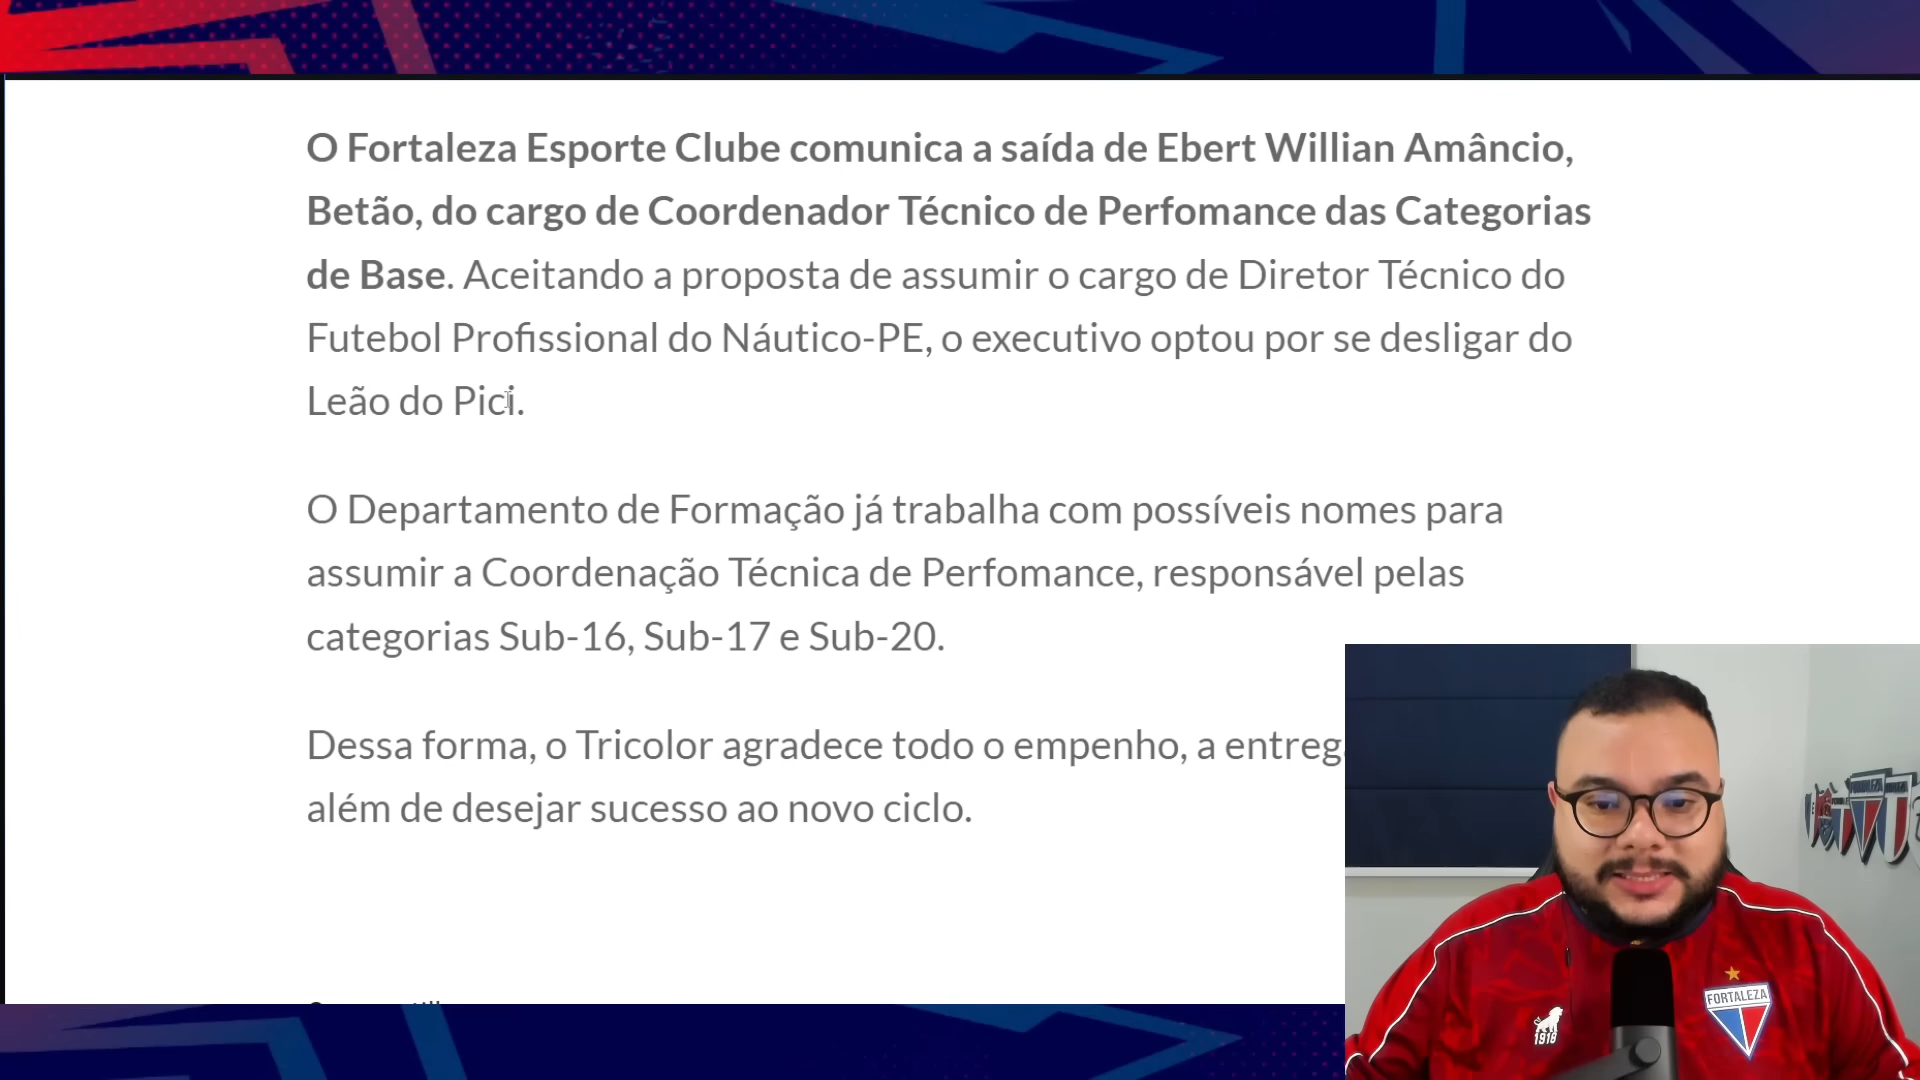 O Fortaleza Esporte Clube comunica a saída de Ebert Willian Amâncio,
Betão, do cargo de Coordenador Técnico de Perfomance das Categorias
de Base. Aceitando a proposta de assumir o cargo de Diretor Técnico do
Futebol Profissional do Náutico-PE, o executivo optou por se desligar do
Leão do Pici.
O Departamento de Formação já trabalha com possíveis nomes para
assumir a Coordenação Técnica de Perfomance, responsável pelas
categorias Sub-16, Sub-17 e Sub-20.
Dessa forma, o Tricolor agradece todo o empenho, a entrega
além de desejar sucesso ao novo ciclo.
FORTALEZA
1918